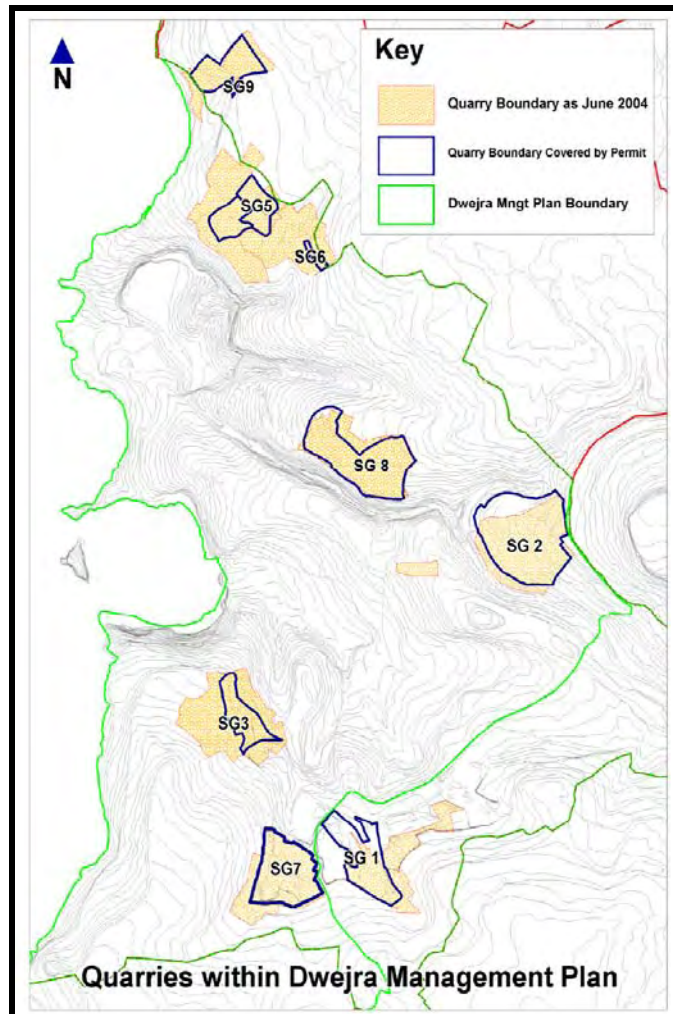 N
Key
Quarry Boundary as June 2004
Quarry Boundary Covered by Permit
Dwejra Mngt Plan Boundary
SG9
SG5
SG6
SG 8
SG 2
SG3
SG 1
SG7
Quarries within Dwejra Management Plan